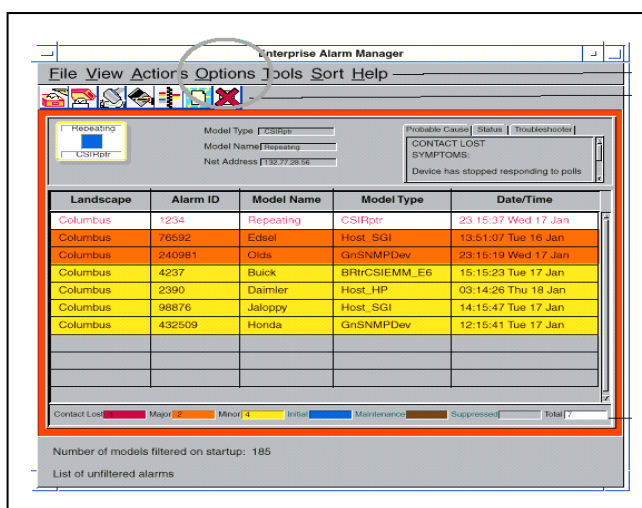 Enterprise Alarm Manager
File View Actions Options Tools Sort Help
Repeating
CSIRptr
Model Type CSIRptr
Model Name Repeating
Net Address 132.77.28.56
Probable Cause Status Troubleshooter
CONTACT LOST
SYMPTOMS:
Device has stopped responding to polls
Landscape Alarm ID Model Name Model Type Date/Time
Columbus 1234 Repeating CSIRptr 23:15:37 Wed 17 Jan
Columbus 76592 Edsel Host_SGI 13:51:07 Tue 16 Jan
Columbus 240981 Olds GnSNMPDev 23:15:19 Wed 17 Jan
Columbus 4237 Buick BRtrCSIEMM_E6 15:15:23 Tue 17 Jan
Columbus 2390 Daimler Host_HP 03:14:26 Thu 18 Jan
Columbus 98876 Jaloppy Host_SGI 14:15:47 Tue 17 Jan
Columbus 432509 Honda GnSNMPDev 12:15:41 Tue 17 Jan
Contact Lost 1 Major 2 Minor 4 Initial Maintenance Suppressed Total 7
Number of models filtered on startup: 185
List of unfiltered alarms